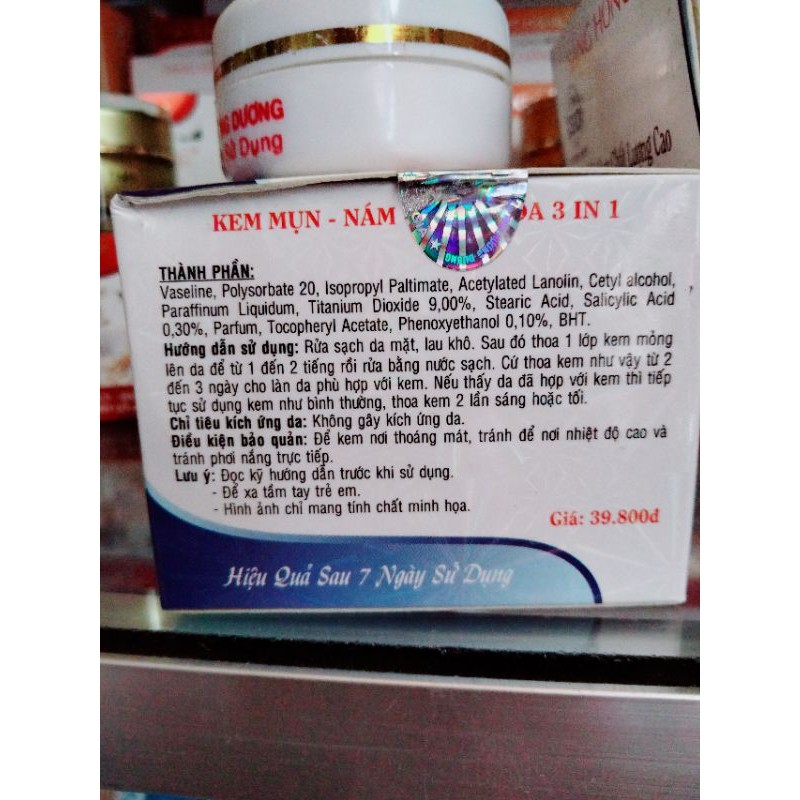 DƯƠNG
Sử Dụng
Lượng Cao
KEM MỤN - NÁM DA 3 IN 1
THÀNH PHẦN:
Vaseline, Polysorbate 20, Isopropyl Paltimate, Acetylated Lanolin, Cetyl alcohol,
Paraffinum Liquidum, Titanium Dioxide 9,00%, Stearic Acid, Salicylic Acid
0,30%, Parfum, Tocopheryl Acetate, Phenoxyethanol 0,10%, BHT.
Hướng dẫn sử dụng: Rửa sạch da mặt, lau khô. Sau đó thoa 1 lớp kem mỏng
lên da để từ 1 đến 2 tiếng rồi rửa bằng nước sạch. Cứ thoa kem như vậy từ 2
đến 3 ngày cho làn da phù hợp với kem. Nếu thấy da đã hợp với kem thì tiếp
tục sử dụng kem như bình thường, thoa kem 2 lần sáng hoặc tối.
Chỉ tiêu kích ứng da: Không gây kích ứng da.
Điều kiện bảo quản: Để kem nơi thoáng mát, tránh để nơi nhiệt độ cao và
tránh phơi nắng trực tiếp.
Lưu ý: Đọc kỹ hướng dẫn trước khi sử dụng.
- Để xa tầm tay trẻ em.
- Hình ảnh chỉ mang tính chất minh họa.
Giá: 39.800đ
Hiệu Quả Sau 7 Ngày Sử Dụng